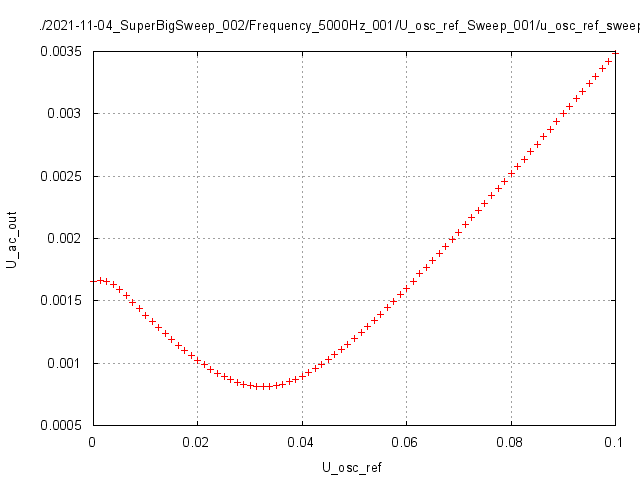 ./2021-11-04_SuperBigSweep_002/Frequency_5000Hz_001/U_osc_ref_Sweep_001/u_osc_ref_sweep
0.0035
0.003
0.0025
0.002
0.0015
0.001
0.0005
U_ac_out
0 0.02 0.04 0.06 0.08 0.1
U_osc_ref